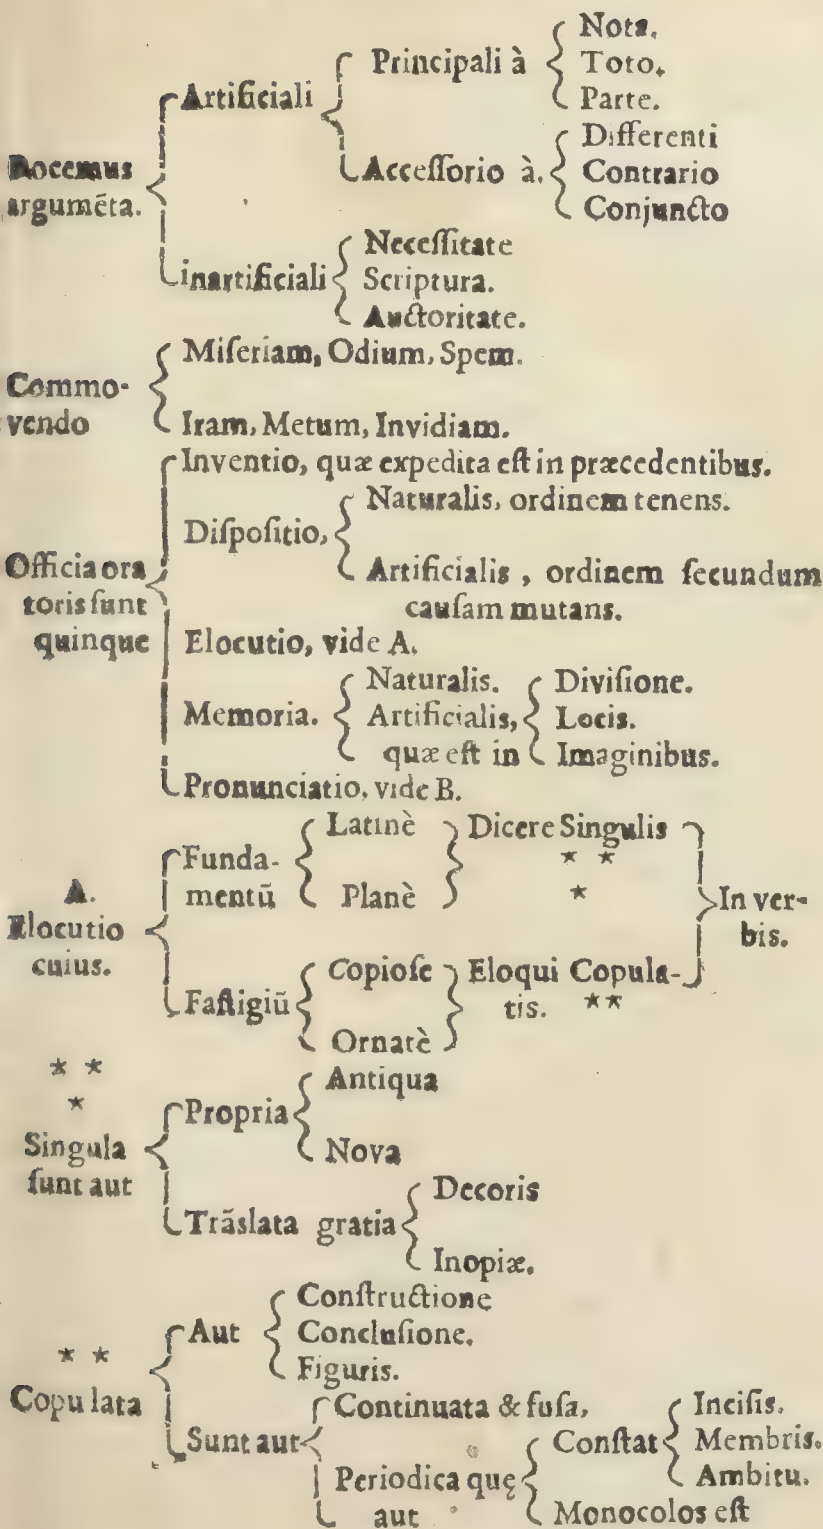 Nota.
Principali à
Toto.
Artificiali
Parte.
Differenti
Docemus
Accessorio à.
Contrario
argumēta.
Conjuncto
Necessitate
inartificiali
Scriptura.
Auctoritate.
Miseriam, Odium, Spem.
Commo-
vendo
Iram, Metum, Invidiam.
Inventio, quæ expedita est in præcedentibus.
Naturalis, ordinem tenens.
Dispositio,
Officia ora
Artificialis, ordinem secundum
toris sunt
causam mutans.
quinque
Elocutio, vide A.
Naturalis.
Divisione.
Memoria.
Artificialis,
Locis.
quæ est in
Imaginibus.
Pronunciatio, vide B.
Latinè
Dicere Singulis
Funda-
* *
A.
mentū
Planè
*
In ver-
Elocutio
bis.
cuius.
Copiose
Eloqui Copula-
Fastigiū
tis. **
Ornatè
* *
Antiqua
*
Propria
Singula
Nova
sunt aut
Decoris
Trāslata gratia
Inopiæ.
Constructione
Aut
Conclusione.
* *
Figuris.
Copu lata
Continuata & fusa,
Incisis.
Sunt aut
Constat
Membris.
Periodica quę
Ambitu.
aut
Monocolos est